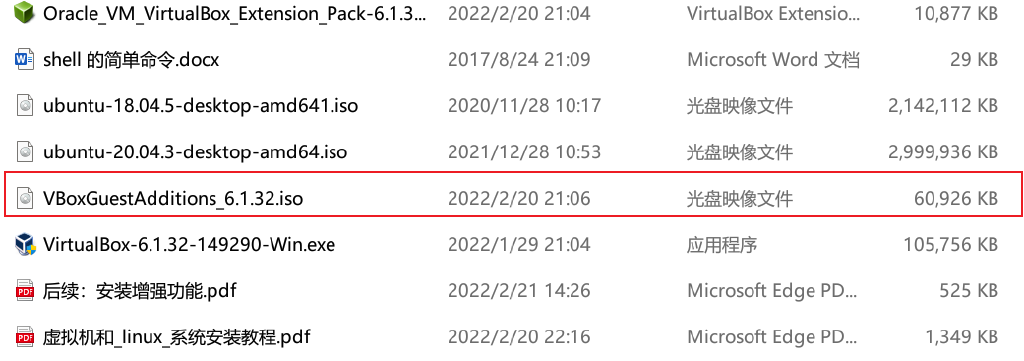 Oracle_VM_VirtualBox_Extension_Pack-6.1.3... 2022/2/20 21:04 VirtualBox Extensio... 10,877 KB
shell 的简单命令.docx 2017/8/24 21:09 Microsoft Word 文档 29 KB
ubuntu-18.04.5-desktop-amd641.iso 2020/11/28 10:17 光盘映像文件 2,142,112 KB
ubuntu-20.04.3-desktop-amd64.iso 2021/12/28 10:53 光盘映像文件 2,999,936 KB
VBoxGuestAdditions_6.1.32.iso 2022/2/20 21:06 光盘映像文件 60,926 KB
VirtualBox-6.1.32-149290-Win.exe 2022/1/29 21:04 应用程序 105,756 KB
PDF 后续：安装增强功能.pdf 2022/2/21 14:26 Microsoft Edge PD... 525 KB
PDF 虚拟机和_linux_系统安装教程.pdf 2022/2/20 22:16 Microsoft Edge PD... 1,349 KB